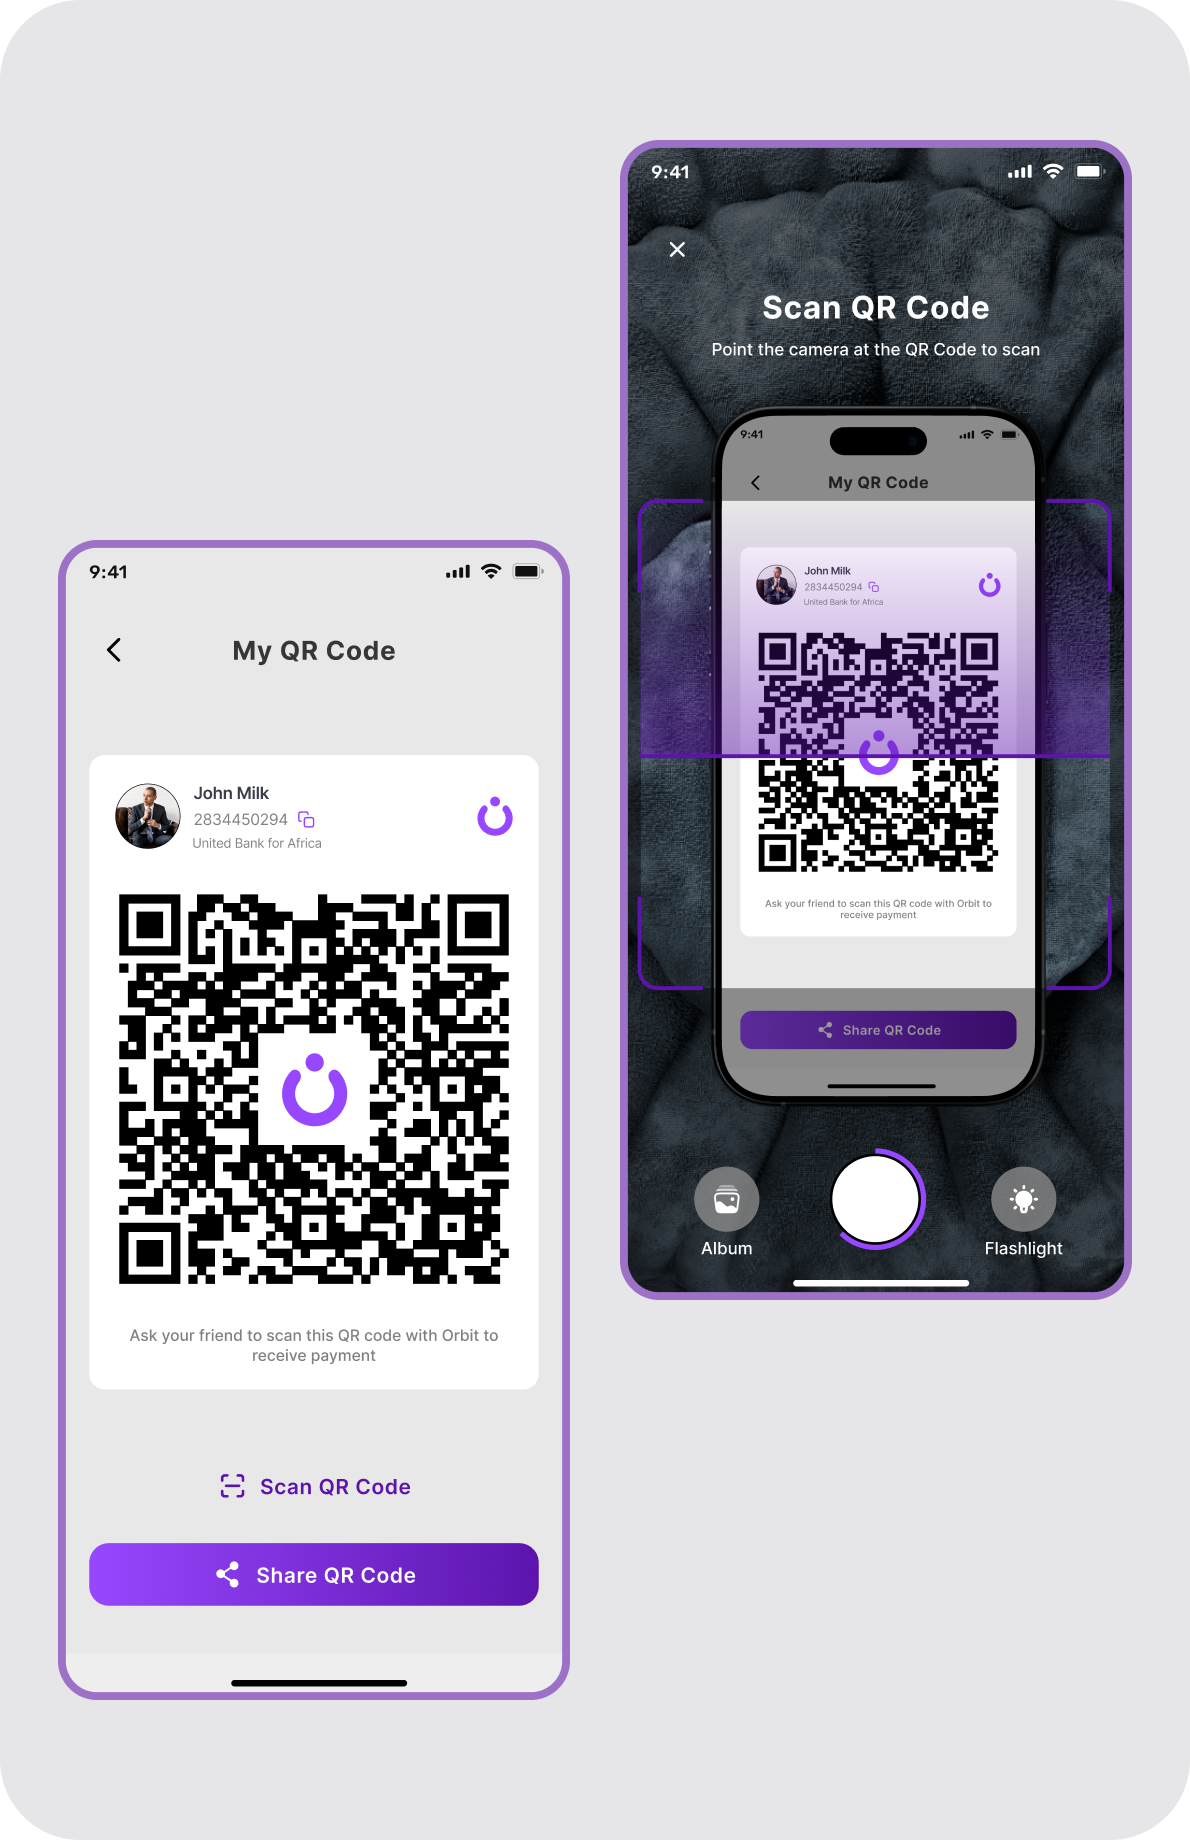 9:41
My QR Code
John Milk
2834450294
United Bank for Africa
Ask your friend to scan this QR code with Orbit to
receive payment
Scan QR Code
Share QR Code
9:41
Scan QR Code
Point the camera at the QR Code to scan
9:41
My QR Code
John Milk
2834450294
United Bank for Africa
Ask your friend to scan this QR code with Orbit to
receive payment
Share QR Code
Album
Flashlight